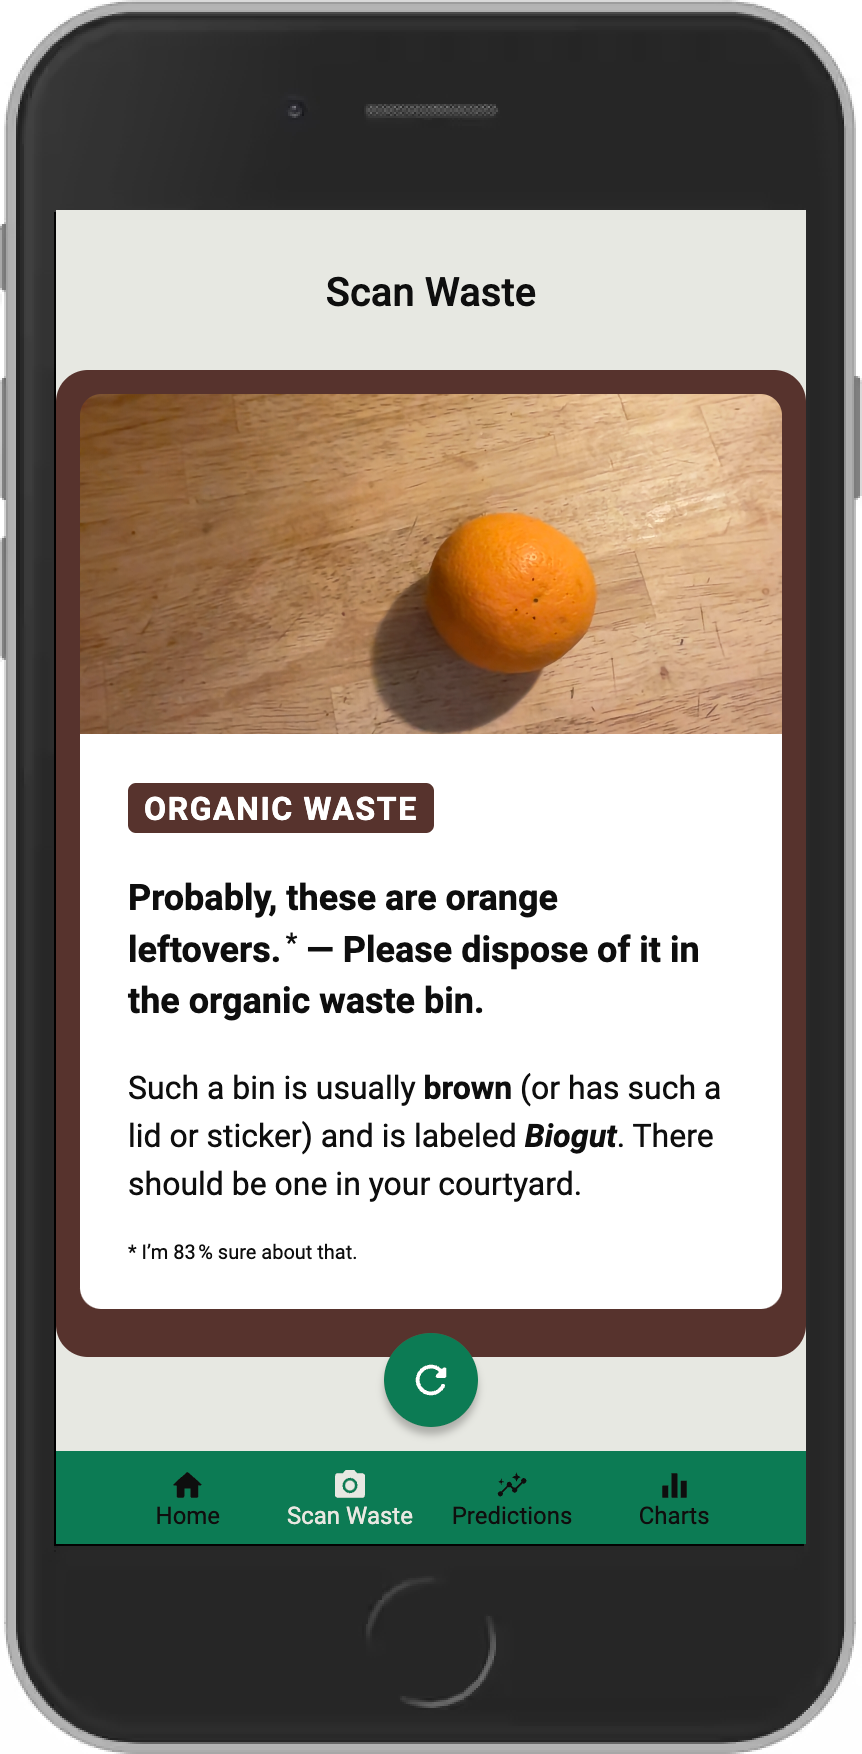 Scan Waste
ORGANIC WASTE
Probably, these are orange
leftovers.* — Please dispose of it in
the organic waste bin.
Such a bin is usually brown (or has such a
lid or sticker) and is labeled Biogut. There
should be one in your courtyard.
* I’m 83 % sure about that.
Home Scan Waste Predictions Charts